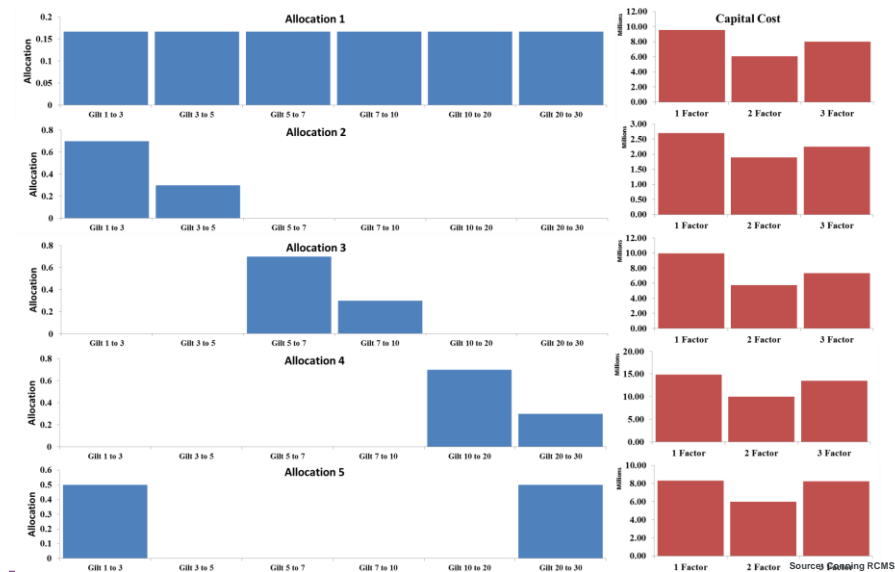 Allocation 1
Allocation
0.2
0.15
0.1
0.05
0
Gilt 1 to 3 Gilt 3 to 5 Gilt 5 to 7 Gilt 7 to 10 Gilt 10 to 20 Gilt 20 to 30
Capital Cost
Millions
12.00
10.00
8.00
6.00
4.00
2.00
0.00
1 Factor 2 Factor 3 Factor
Allocation 2
Allocation
0.8
0.6
0.4
0.2
0
Gilt 1 to 3 Gilt 3 to 5 Gilt 5 to 7 Gilt 7 to 10 Gilt 10 to 20 Gilt 20 to 30
Millions
3.00
2.50
2.00
1.50
1.00
0.50
0.00
1 Factor 2 Factor 3 Factor
Allocation 3
Allocation
0.8
0.6
0.4
0.2
0
Gilt 1 to 3 Gilt 3 to 5 Gilt 5 to 7 Gilt 7 to 10 Gilt 10 to 20 Gilt 20 to 30
Millions
12.00
10.00
8.00
6.00
4.00
2.00
0.00
1 Factor 2 Factor 3 Factor
Allocation 4
Allocation
0.8
0.6
0.4
0.2
0
Gilt 1 to 3 Gilt 3 to 5 Gilt 5 to 7 Gilt 7 to 10 Gilt 10 to 20 Gilt 20 to 30
Millions
20.00
15.00
10.00
5.00
0.00
1 Factor 2 Factor 3 Factor
Allocation 5
Allocation
0.6
0.5
0.4
0.3
0.2
0.1
0
Gilt 1 to 3 Gilt 3 to 5 Gilt 5 to 7 Gilt 7 to 10 Gilt 10 to 20 Gilt 20 to 30
Millions
10.00
8.00
6.00
4.00
2.00
0.00
1 Factor 2 Factor 3 Factor
Source: Conning RCMS